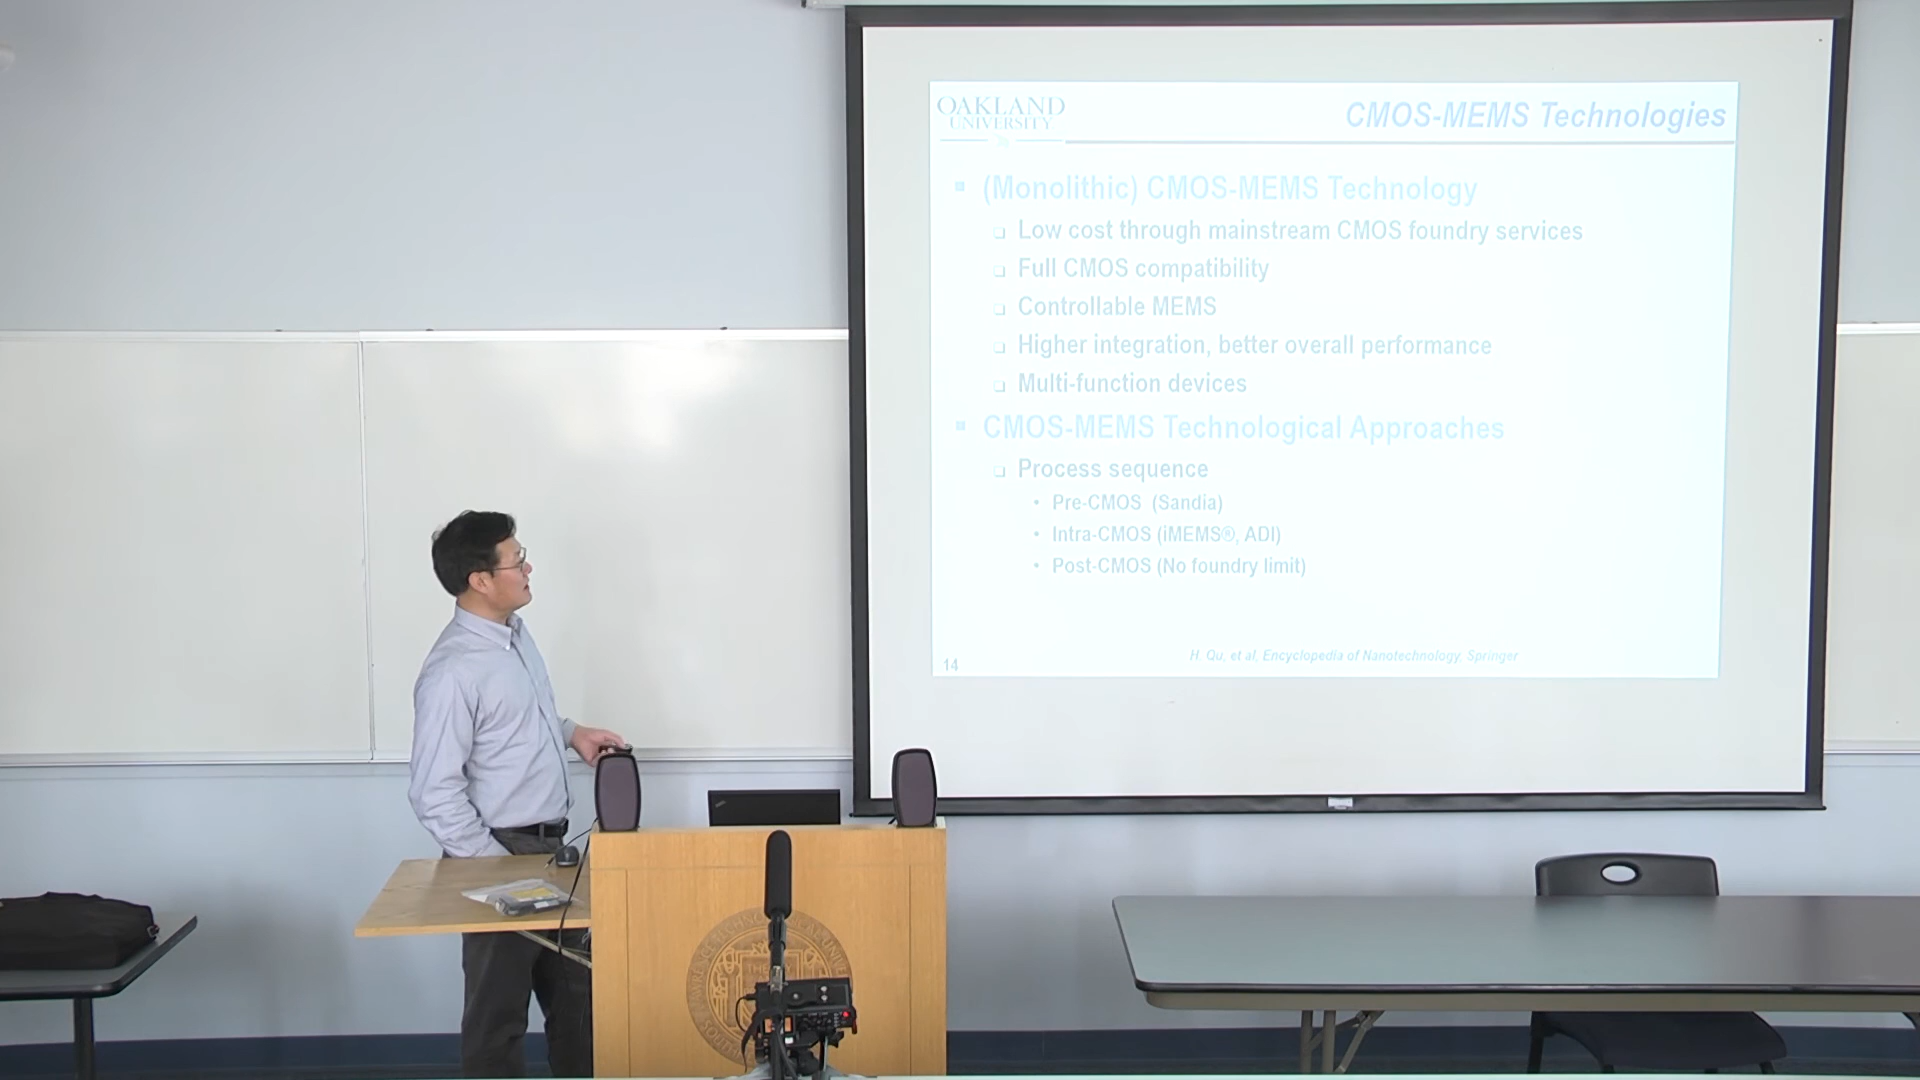 OAKLAND
UNIVERSITY
CMOS-MEMS Technologies
(Monolithic) CMOS-MEMS Technology
Low cost through mainstream CMOS foundry services
Full CMOS compatibility
Controllable MEMS
Higher integration, better overall performance
Multi-function devices
CMOS-MEMS Technological Approaches
Process sequence
Pre-CMOS (Sandia)
Intra-CMOS (iMEMS®, ADI)
Post-CMOS (No foundry limit)
H. Qu, et al, Encyclopedia of Nanotechnology, Springer
14